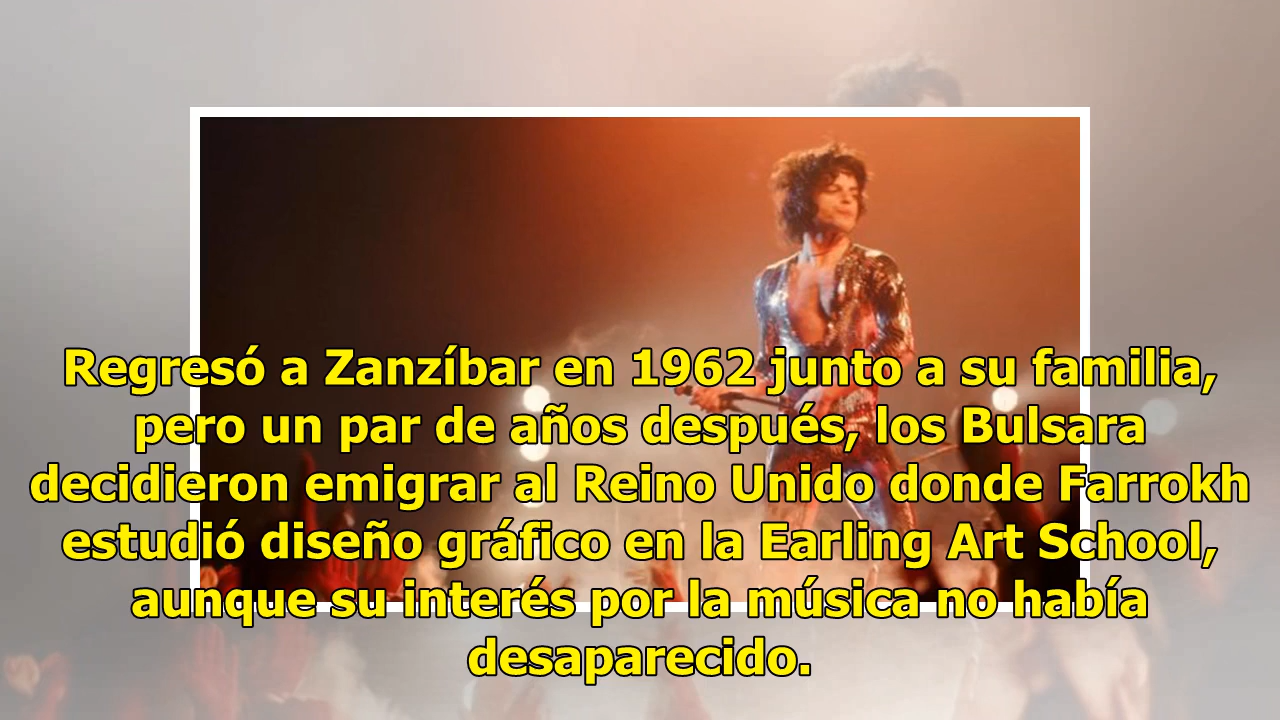 Regresó a Zanzíbar en 1962 junto a su familia,
pero un par de años después, los Bulsara
decidieron emigrar al Reino Unido donde Farrokh
estudió diseño gráfico en la Earling Art School,
aunque su interés por la música no había
desaparecido.